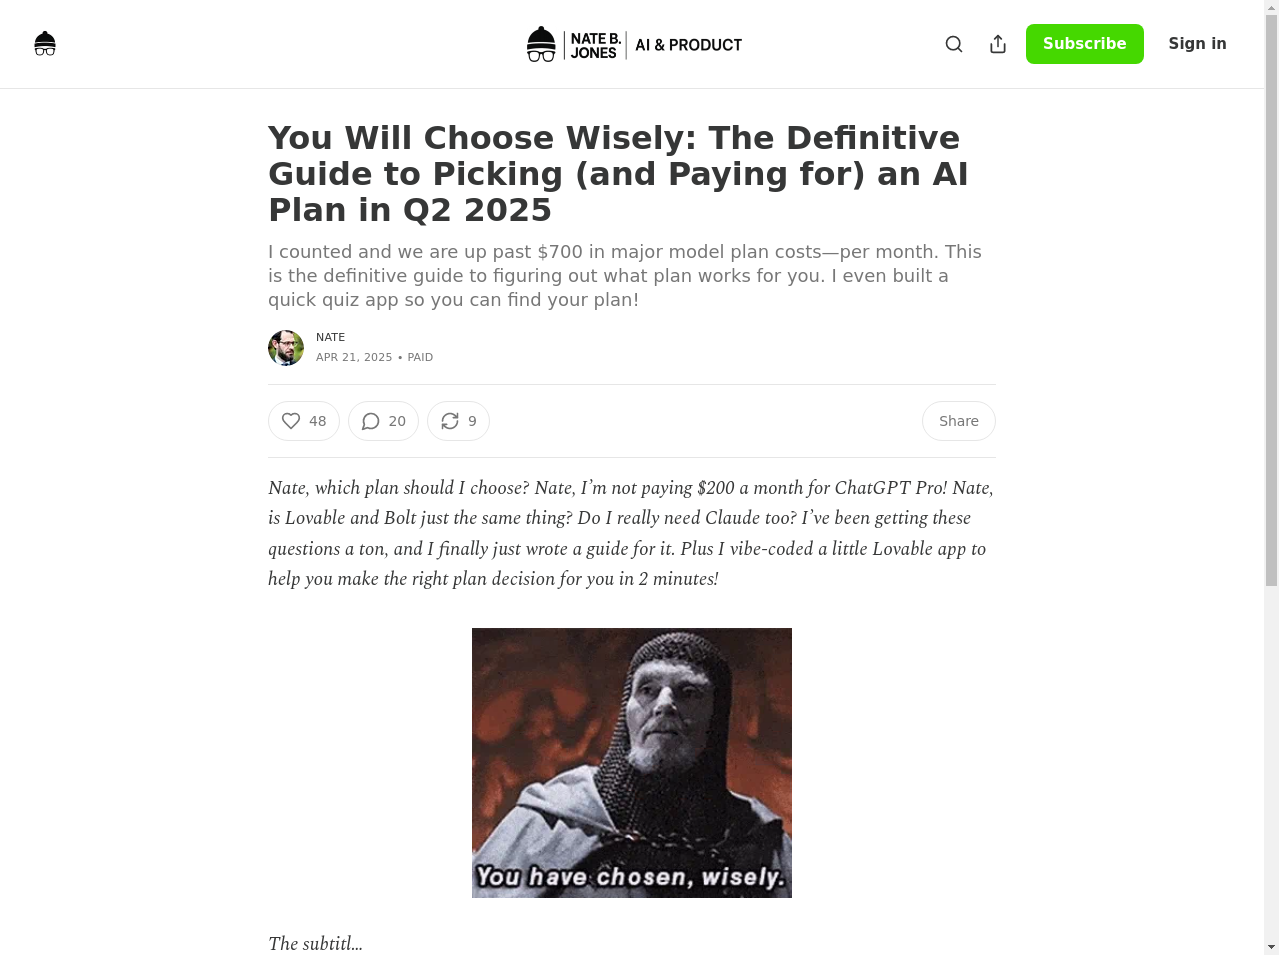 NATE B.
JONES
AI & PRODUCT
Subscribe
Sign in
You Will Choose Wisely: The Definitive
Guide to Picking (and Paying for) an AI
Plan in Q2 2025
I counted and we are up past $700 in major model plan costs—per month. This
is the definitive guide to figuring out what plan works for you. I even built a
quick quiz app so you can find your plan!
NATE
APR 21, 2025 • PAID
48
20
9
Share
Nate, which plan should I choose? Nate, I’m not paying $200 a month for ChatGPT Pro! Nate,
is Lovable and Bolt just the same thing? Do I really need Claude too? I’ve been getting these
questions a ton, and I finally just wrote a guide for it. Plus I vibe-coded a little Lovable app to
help you make the right plan decision for you in 2 minutes!
You have chosen, wisely.
The subtitl…